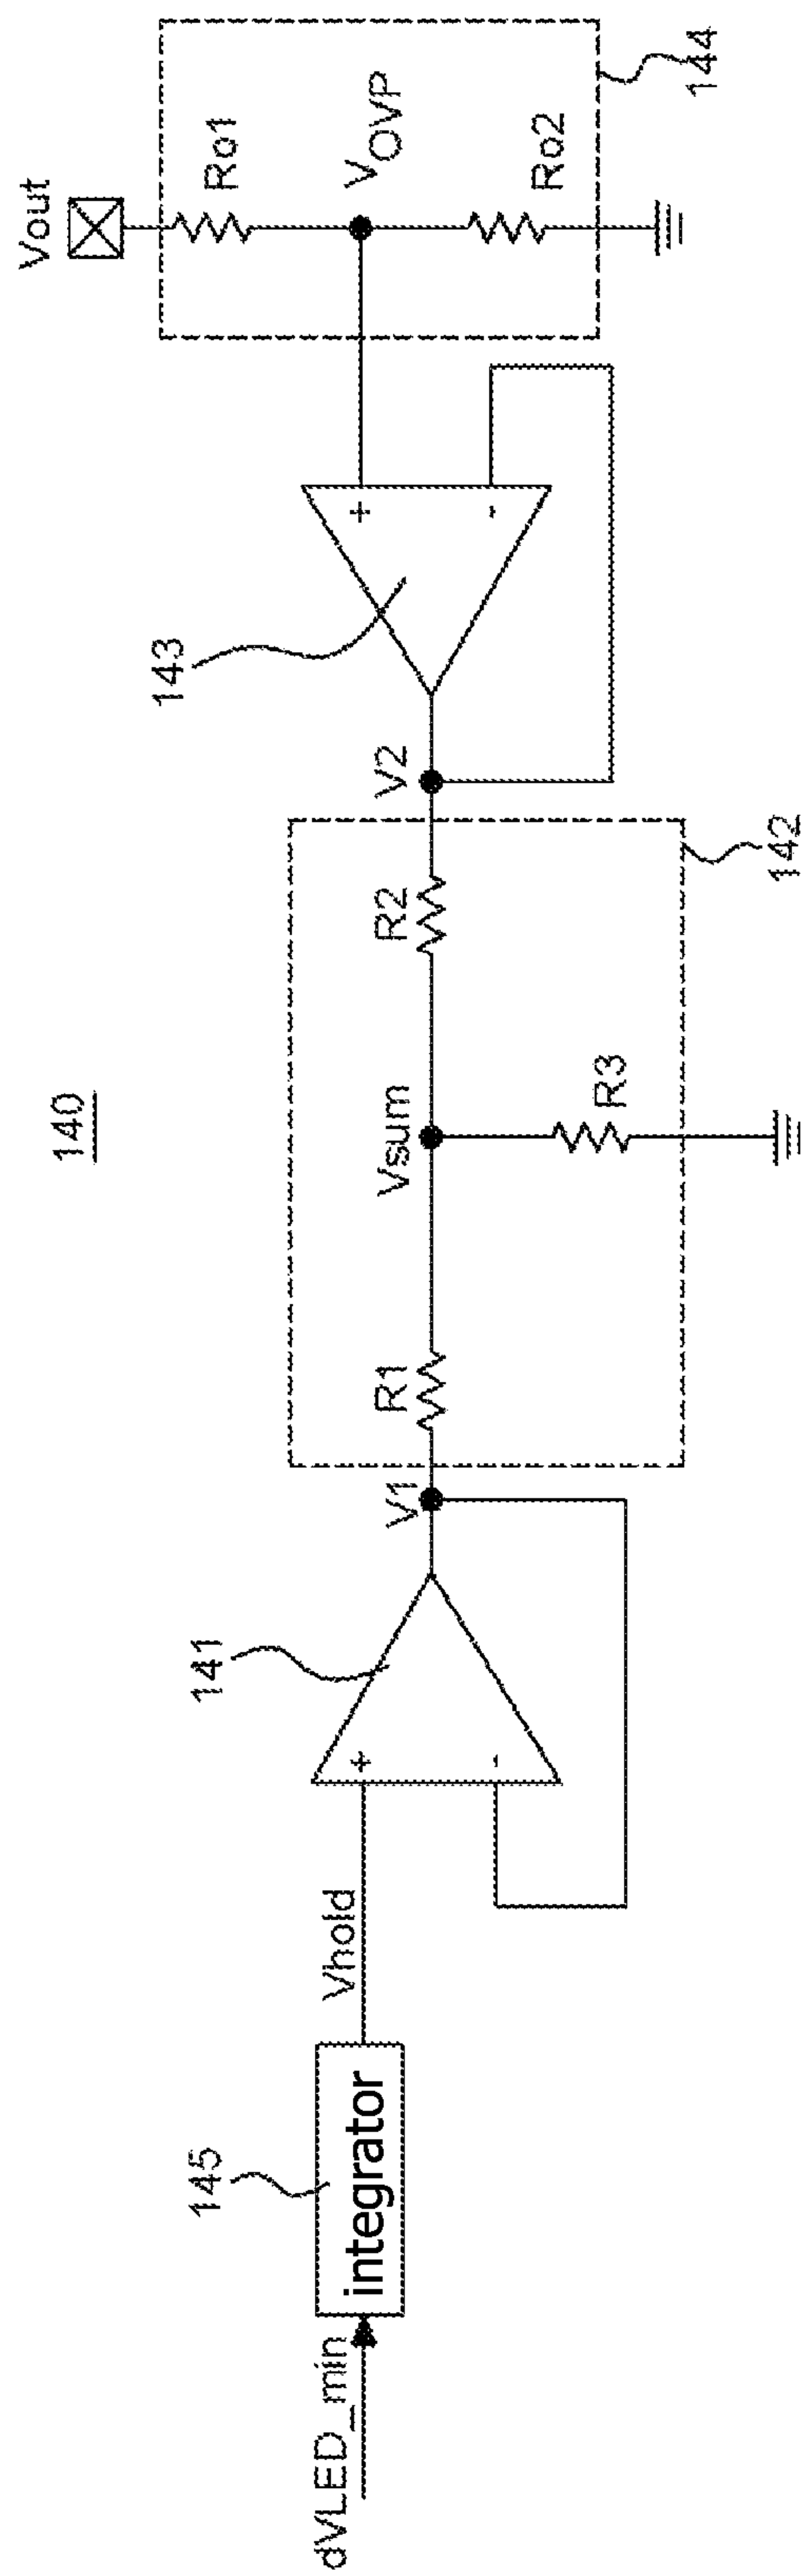 140
dVLED_min
145
integrator
Vhold
141
+
-
V1
R1
Vsum
R3
R2
142
V2
143
+
-
Vout
Ro1
VOVP
Ro2
144